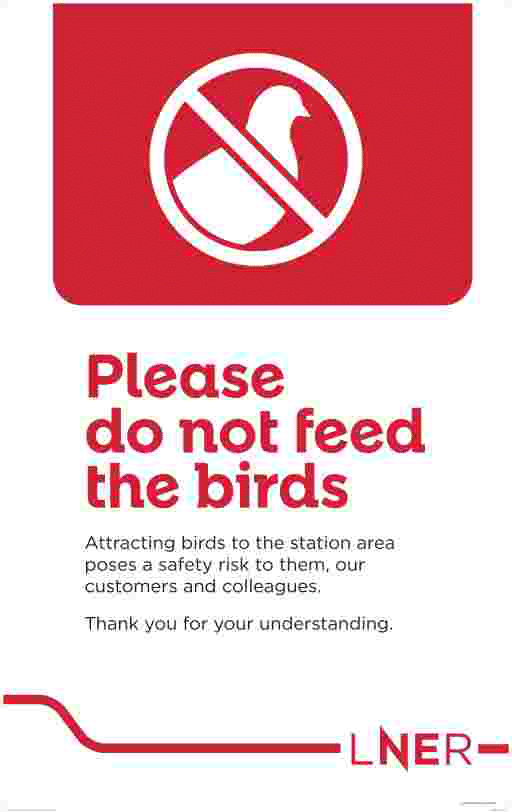 Please
do not feed
the birds
Attracting birds to the station area
poses a safety risk to them, our
customers and colleagues.
Thank you for your understanding.
LNER